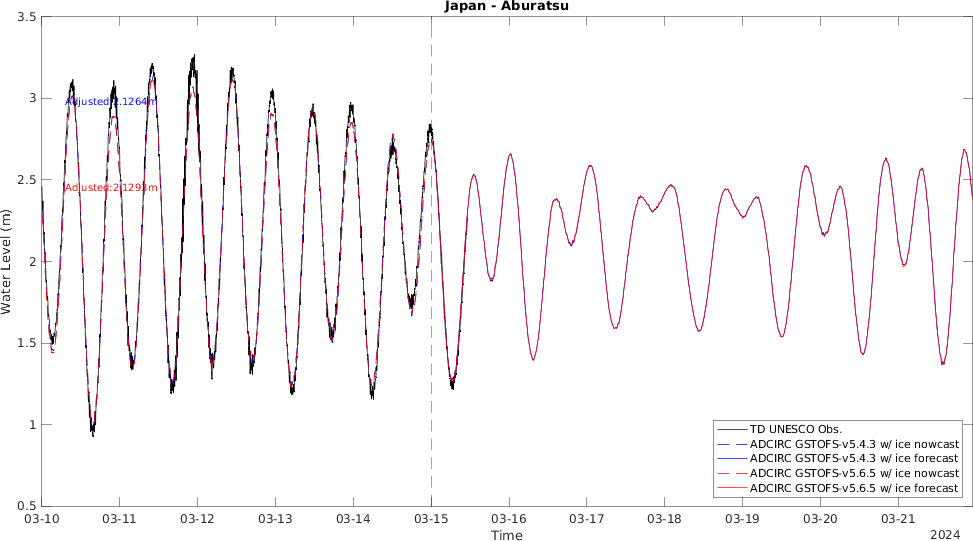 Japan - Aburatsu
3.5
3
2.5
2
1.5
1
0.5
Water Level (m)
Adjusted:2.1264m
Adjusted:2.1293m
TD UNESCO Obs.
ADCIRC GSTOFS-v5.4.3 w/ ice nowcast
ADCIRC GSTOFS-v5.4.3 w/ ice forecast
ADCIRC GSTOFS-v5.6.5 w/ ice nowcast
ADCIRC GSTOFS-v5.6.5 w/ ice forecast
03-10 03-11 03-12 03-13 03-14 03-15 03-16 03-17 03-18 03-19 03-20 03-21
Time
2024